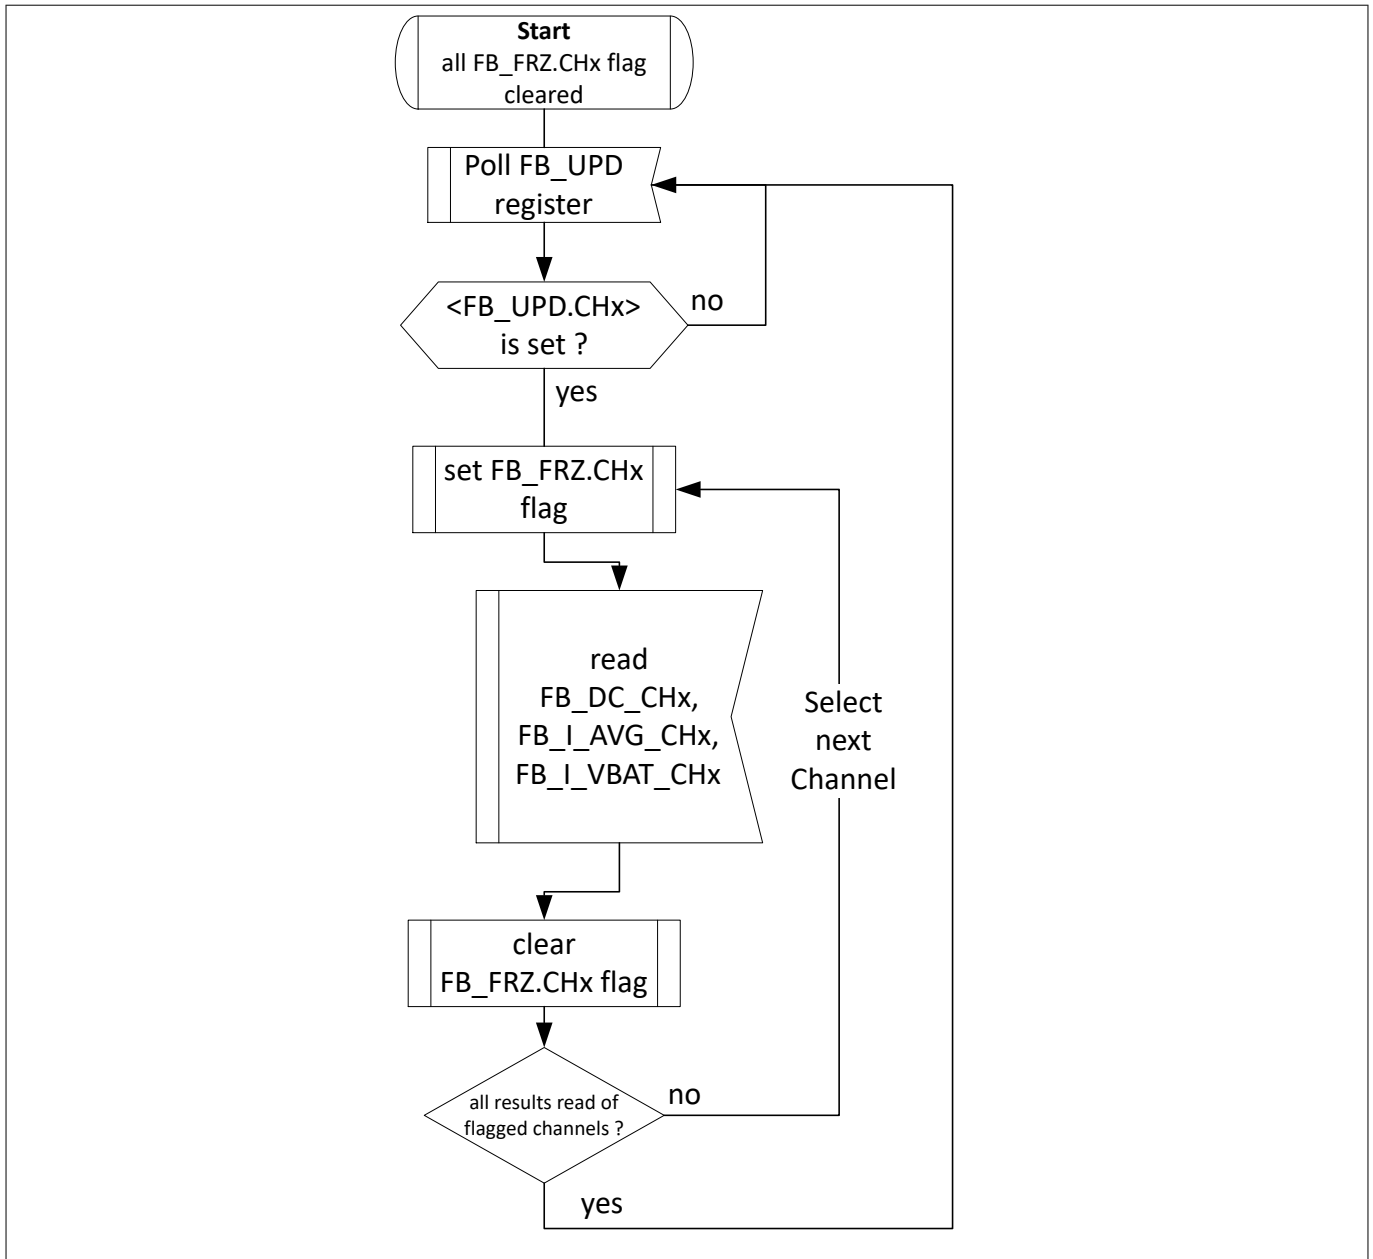 Start
all FB_FRZ.CHx flag
cleared
Poll FB_UPD
register
<FB_UPD.CHx>
is set ?
no
yes
set FB_FRZ.CHx
flag
read
FB_DC_CHx,
FB_I_AVG_CHx,
FB_I_VBAT_CHx
Select
next
Channel
clear
FB_FRZ.CHx flag
all results read of
flagged channels ?
no
yes